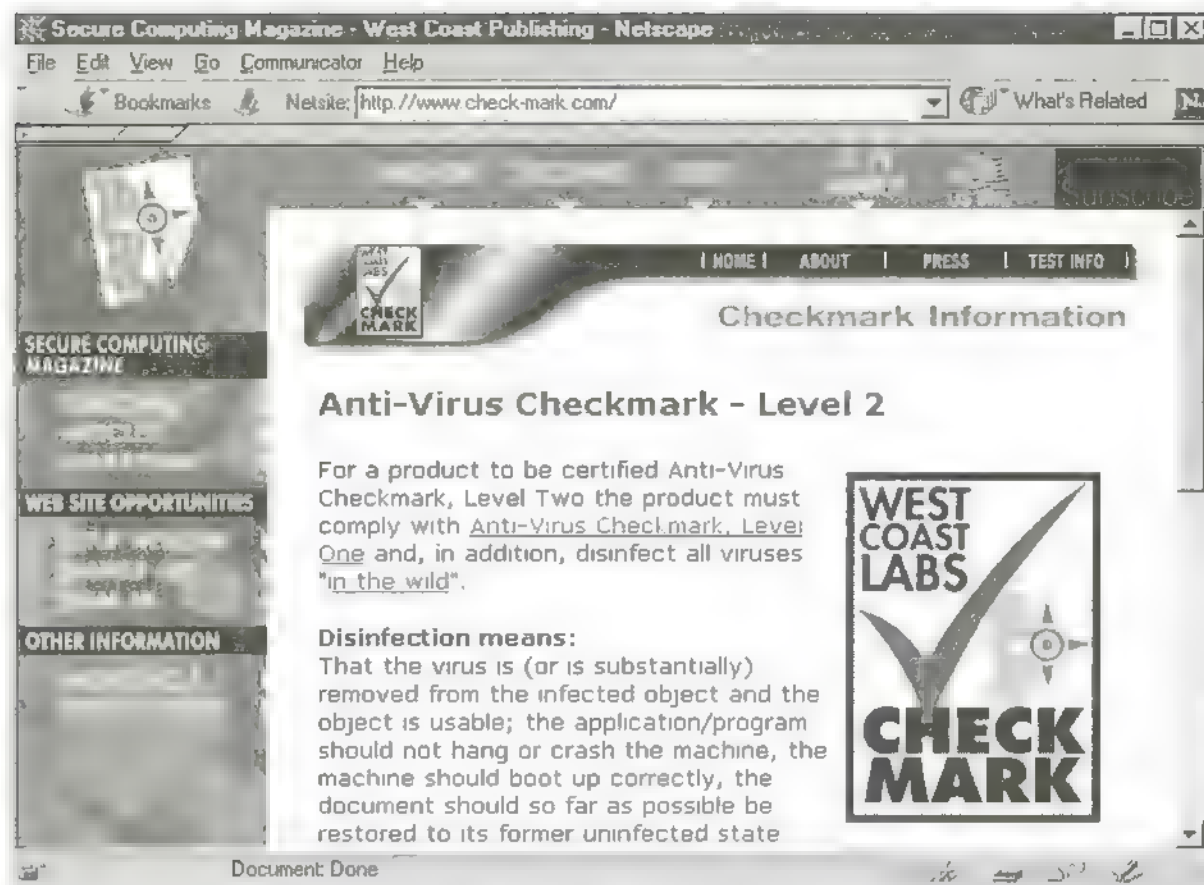 Secure Computing Magazine - West Coast Publishing - Netscape
File Edit View Go Communicator Help
Bookmarks Netsite: http://www.check-mark.com/ What's Related N
Subscribe
WEST COAST LABS
CHECK MARK
HOME | ABOUT | PRESS | TEST INFO
Checkmark Information
SECURE COMPUTING
MAGAZINE
WEB SITE OPPORTUNITIES
OTHER INFORMATION
Anti-Virus Checkmark - Level 2
For a product to be certified Anti-Virus
Checkmark, Level Two the product must
comply with Anti-Virus Checkmark, Level
One and, in addition, disinfect all viruses
"in the wild".
Disinfection means:
That the virus is (or is substantially)
removed from the infected object and the
object is usable; the application/program
should not hang or crash the machine, the
machine should boot up correctly, the
document should so far as possible be
restored to its former uninfected state
WEST
COAST
LABS
CHECK
MARK
Document: Done